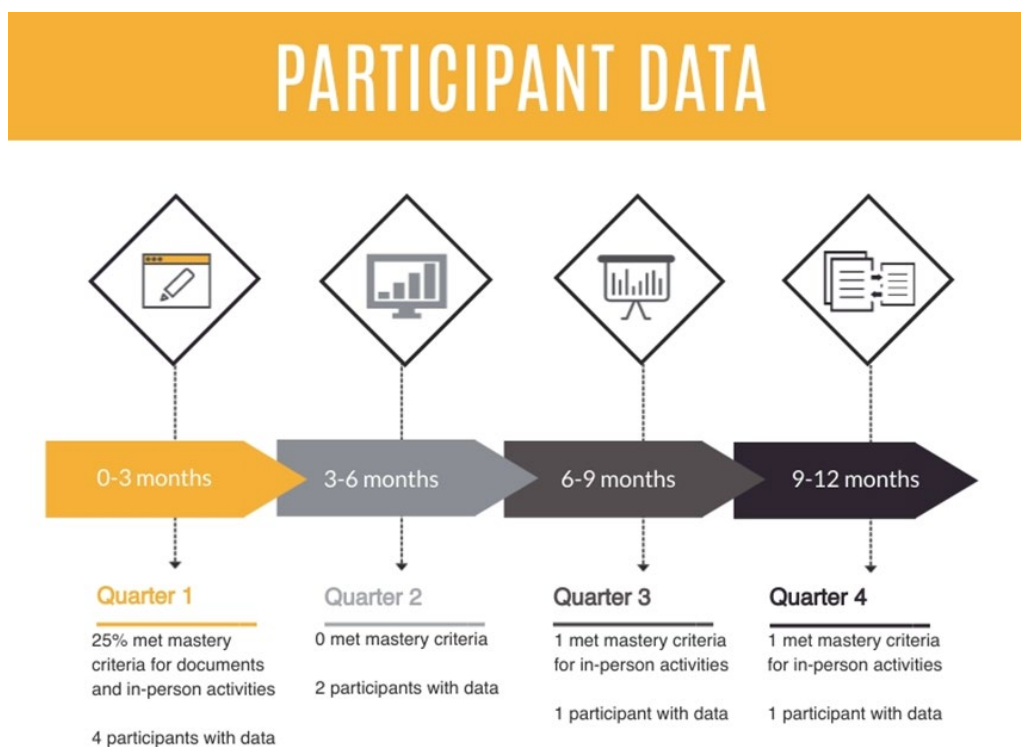 PARTICIPANT DATA
0-3 months
3-6 months
6-9 months
9-12 months
Quarter 1
25% met mastery
criteria for documents
and in-person activities
4 participants with data
Quarter 2
0 met mastery criteria
2 participants with data
Quarter 3
1 met mastery criteria
for in-person activities
1 participant with data
Quarter 4
1 met mastery criteria
for in-person activities
1 participant with data